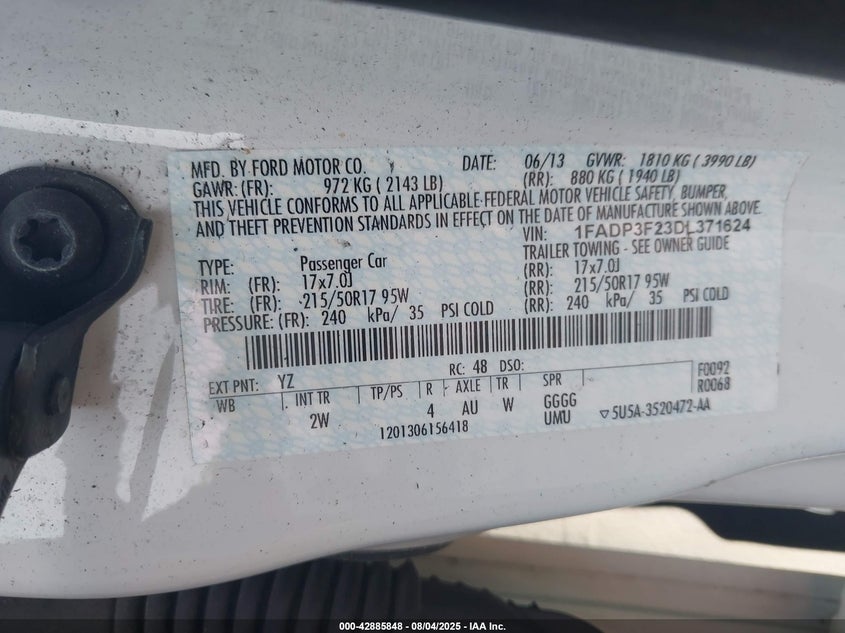 MFD. BY FORD MOTOR CO. DATE: 06/13 GVWR: 1810 KG ( 3990 LB)
GAWR: (FR): 972 KG ( 2143 LB) (RR): 880 KG ( 1940 LB)
THIS VEHICLE CONFORMS TO ALL APPLICABLE FEDERAL MOTOR VEHICLE SAFETY, BUMPER,
AND THEFT PREVENTION STANDARDS IN EFFECT ON THE DATE OF MANUFACTURE SHOWN ABOVE
VIN: 1FADP3F23DL371624
TRAILER TOWING - SEE OWNER GUIDE
TYPE: Passenger Car
RIM: (FR): 17x7.0J (RR): 17x7.0J
TIRE: (FR): 215/50R17 95W (RR): 215/50R17 95W
PRESSURE: (FR): 240 kPa/ 35 PSI COLD (RR): 240 kPa/ 35 PSI COLD
EXT PNT: YZ RC: 48 DSO: F0092
R0068
WB INT TR TP/PS R AXLE TR SPR
2W 4 AU W GGGG
UMU
1201306156418 ▽5U5A-3520472-AA
000-42885848 - 08/04/2025 - IAA Inc.